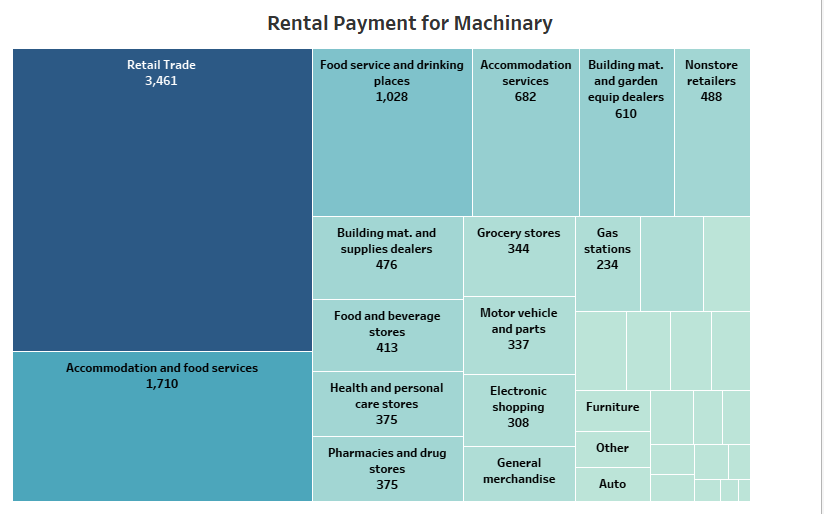 Rental Payment for Machinary
Retail Trade
3,461
Food service and drinking
places
1,028
Accommodation
services
682
Building mat.
and garden
equip dealers
610
Nonstore
retailers
488
Building mat. and
supplies dealers
476
Grocery stores
344
Gas
stations
234
Food and beverage
stores
413
Motor vehicle
and parts
337
Accommodation and food services
1,710
Health and personal
care stores
375
Electronic
shopping
308
Furniture
Pharmacies and drug
stores
375
General
merchandise
Other
Auto